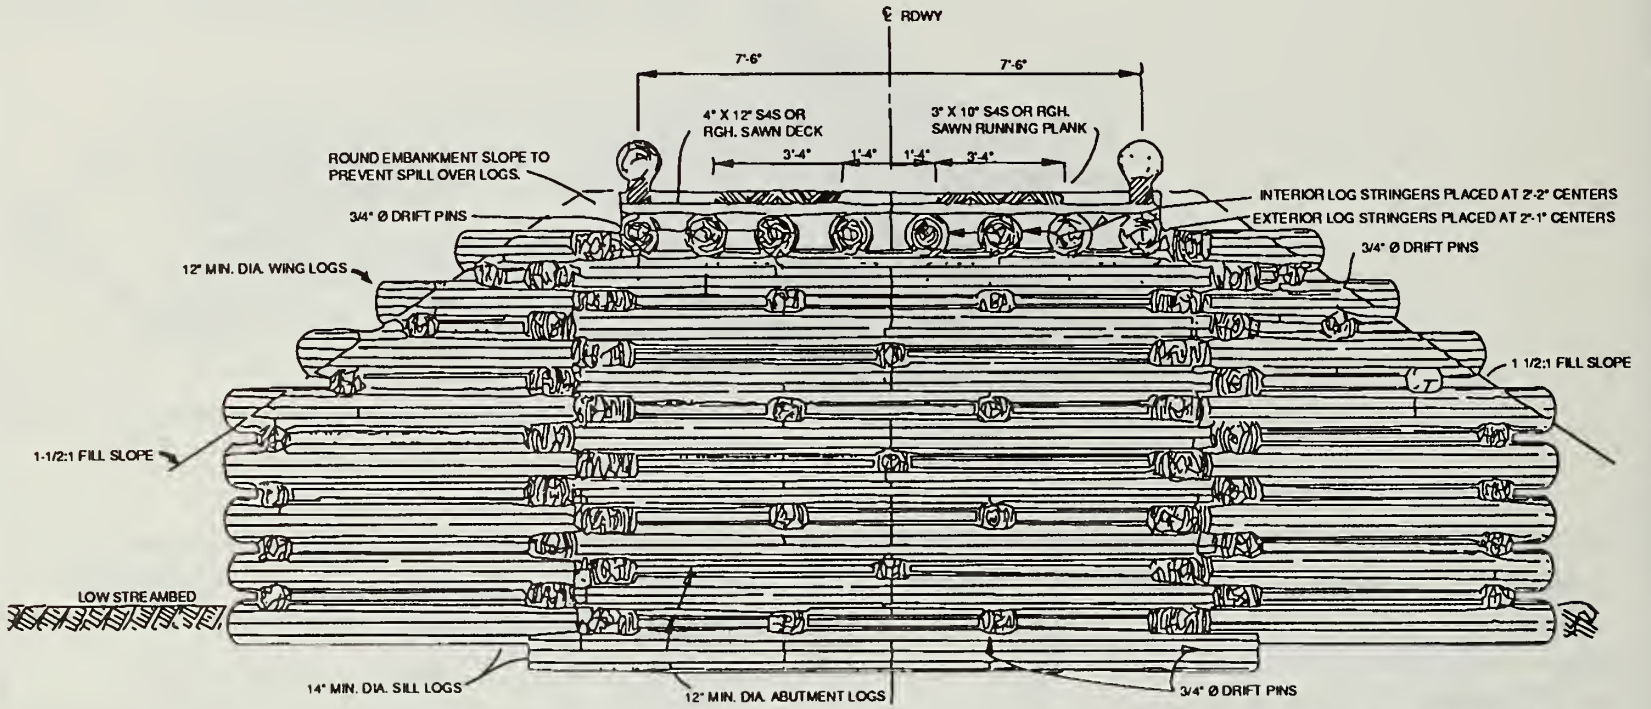 ℄ RDWY
7'-6"
7'-6"
4" X 12" S4S OR
RGH. SAWN DECK
3" X 10" S4S OR RGH.
SAWN RUNNING PLANK
3'-4"
1'-4"
1'-4"
3'-4"
ROUND EMBANKMENT SLOPE TO
PREVENT SPILL OVER LOGS.
INTERIOR LOG STRINGERS PLACED AT 2'-2" CENTERS
EXTERIOR LOG STRINGERS PLACED AT 2'-1" CENTERS
3/4" Ø DRIFT PINS
3/4" Ø DRIFT PINS
12" MIN. DIA. WING LOGS
1 1/2:1 FILL SLOPE
1-1/2:1 FILL SLOPE
LOW STREAMBED
14" MIN. DIA. SILL LOGS
12" MIN. DIA. ABUTMENT LOGS
3/4" Ø DRIFT PINS